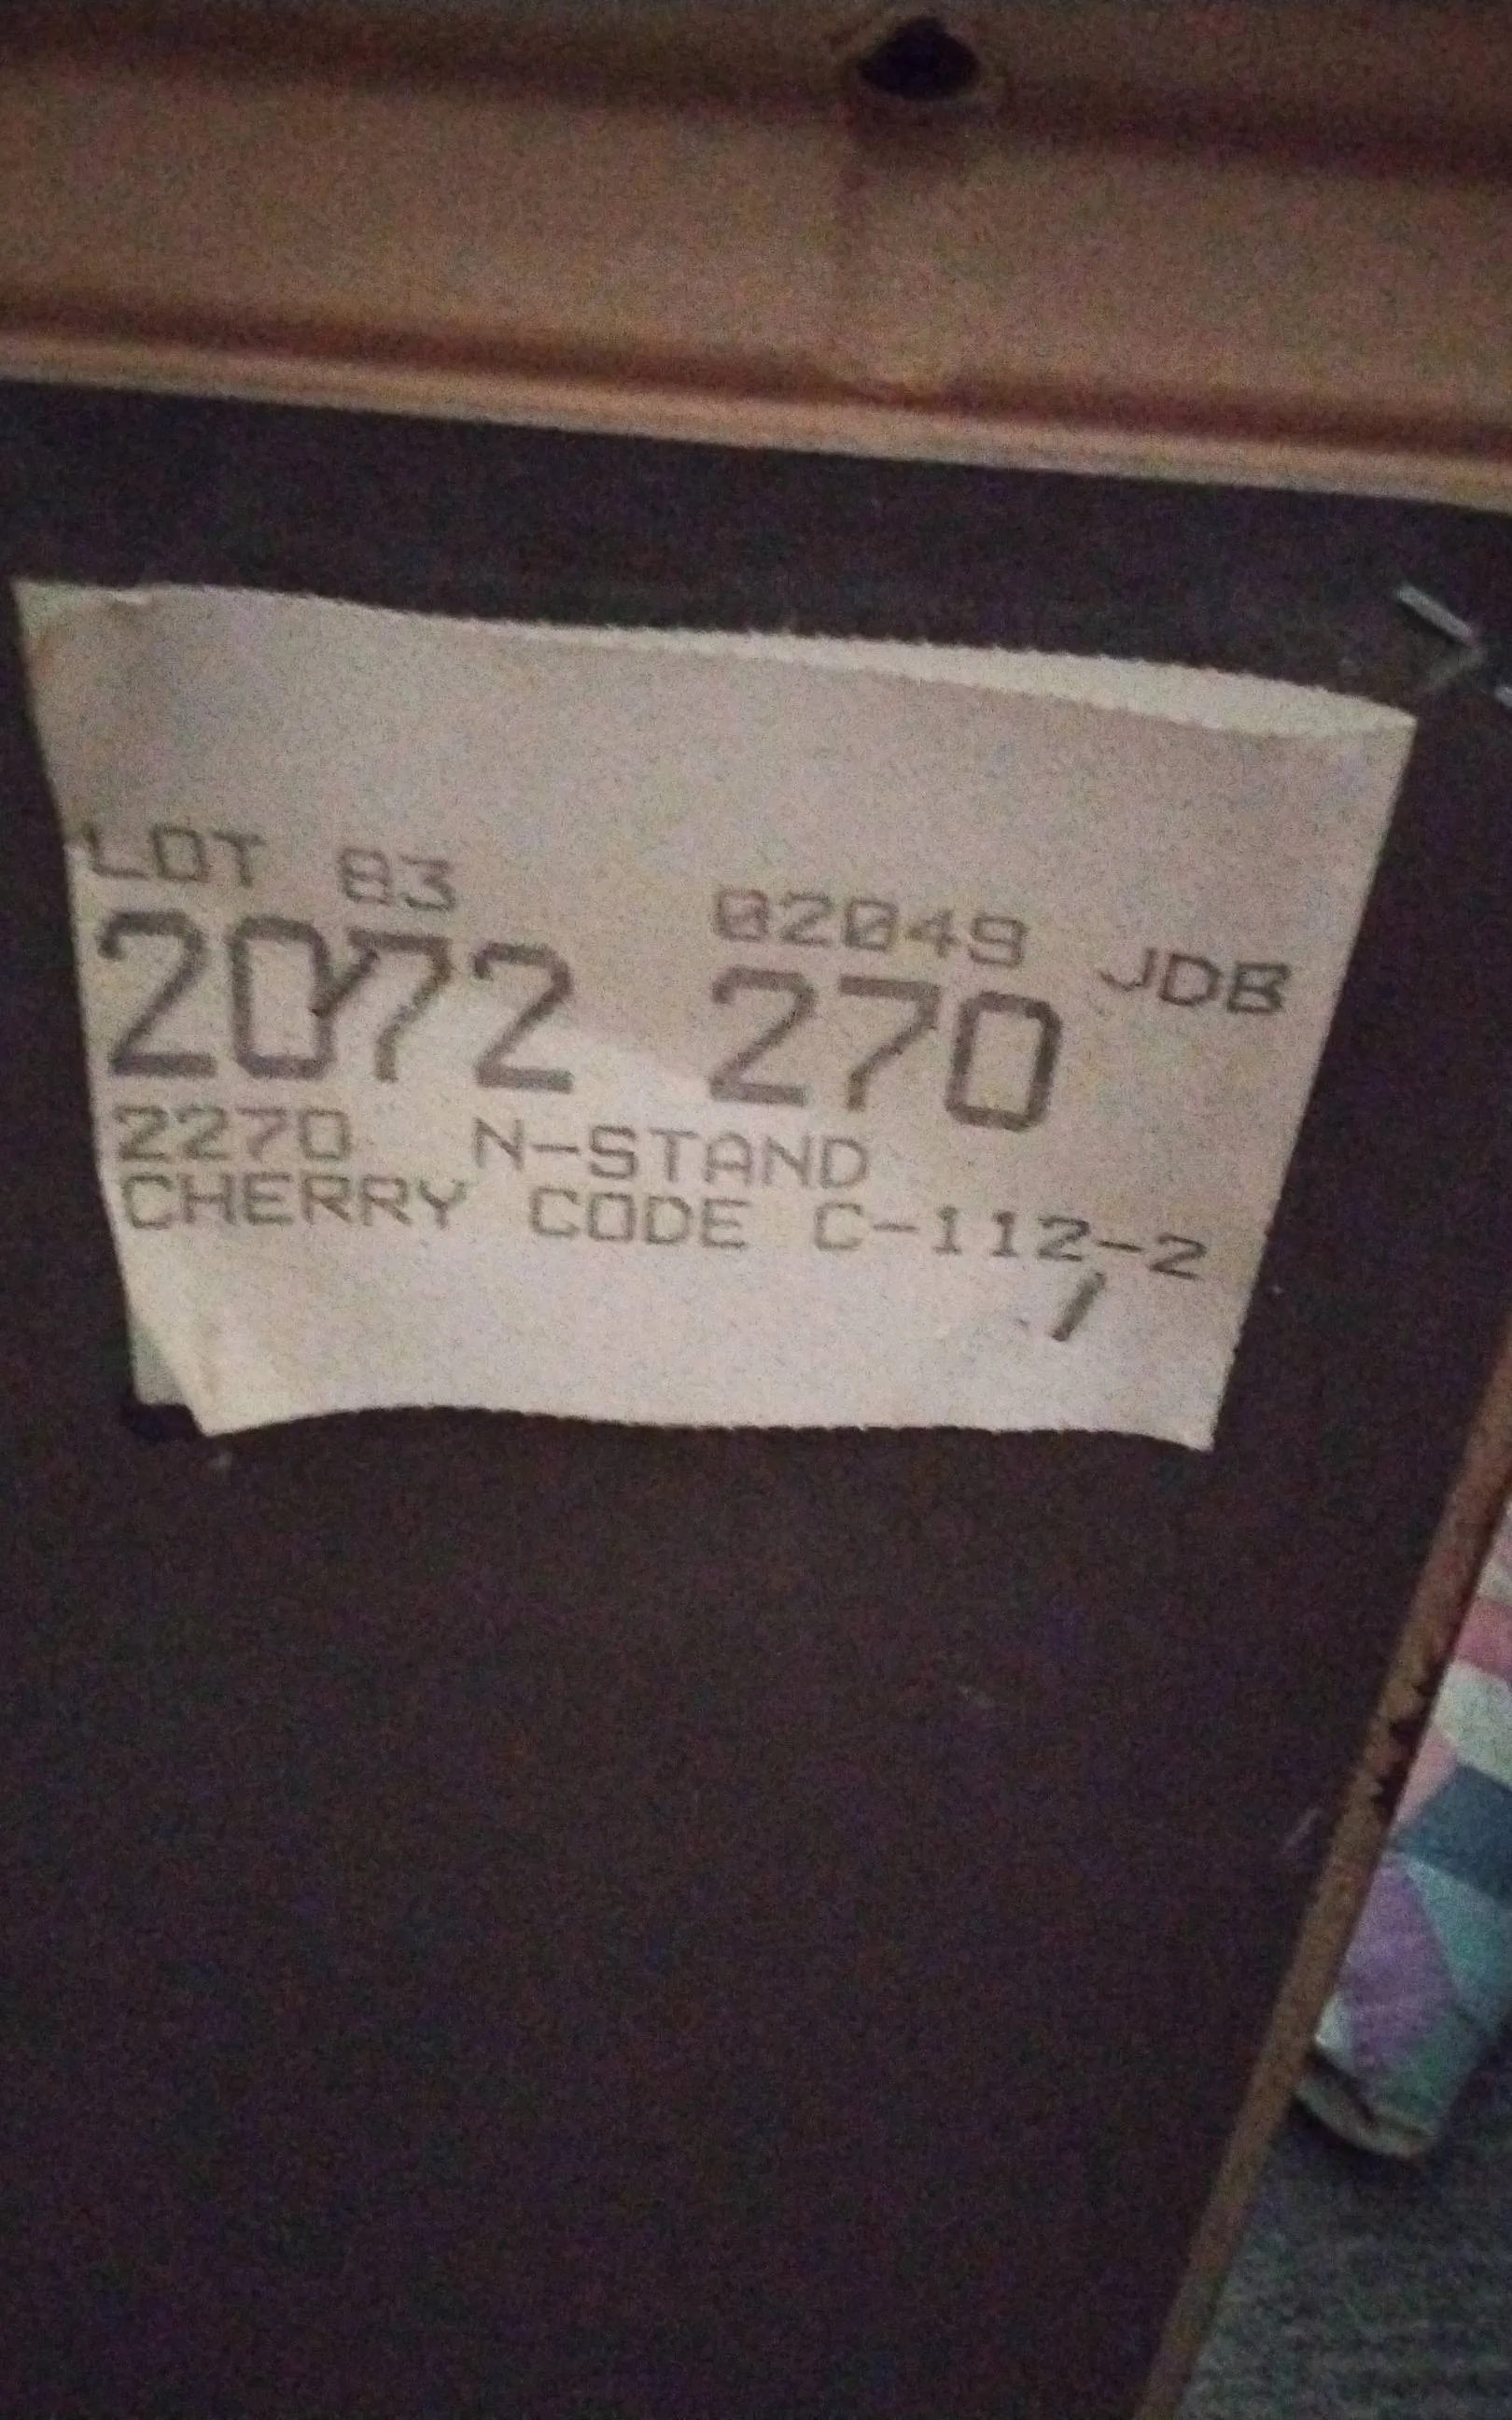 LOT 83 02049 JDB
2072 270
2270 N-STAND
CHERRY CODE C-112-2